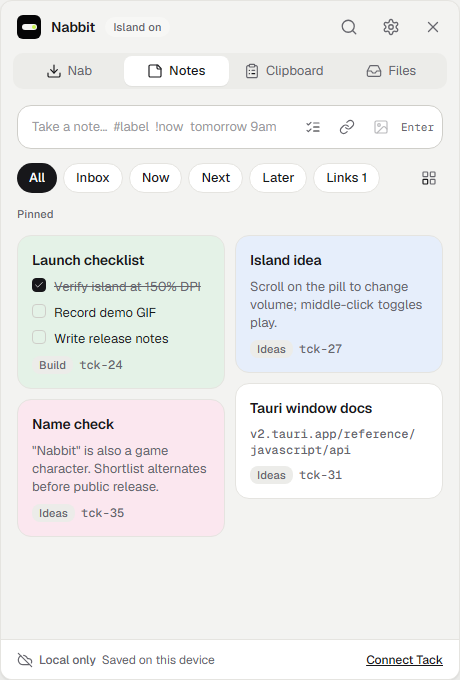 Nabbit Island on
Nab Notes Clipboard Files
Take a note... #label !now tomorrow 9am Enter
All Inbox Now Next Later Links 1
Pinned
Launch checklist
Verify island at 150% DPI
Record demo GIF
Write release notes
Build tck-24
Name check
"Nabbit" is also a game
character. Shortlist alternates
before public release.
Ideas tck-35
Island idea
Scroll on the pill to change
volume; middle-click toggles
play.
Ideas tck-27
Tauri window docs
v2.tauri.app/reference/
javascript/api
Ideas tck-31
Local only Saved on this device Connect Tack